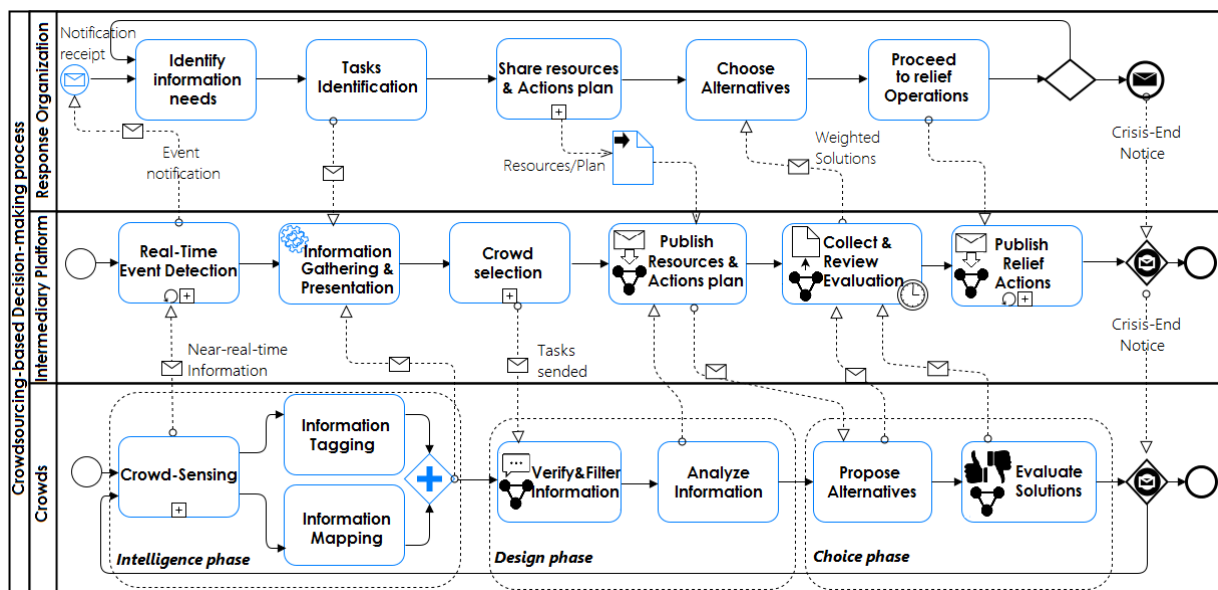 Crowdsourcing-based Decision-making process
Response Organization
Notification
receipt
Identify
information
needs
Tasks
Identification
Share resources
& Actions plan
Choose
Alternatives
Proceed
to relief
Operations
Event
notification
Resources/Plan
Weighted
Solutions
Crisis-End
Notice
Intermediary Platform
Real-Time
Event Detection
Information
Gathering &
Presentation
Crowd
selection
Publish
Resources &
Actions plan
Collect &
Review
Evaluation
Publish
Relief
Actions
Near-real-time
Information
Tasks
sended
Crisis-End
Notice
Crowds
Crowd-Sensing
Information
Tagging
Information
Mapping
Verify&Filter
Information
Analyze
Information
Propose
Alternatives
Evaluate
Solutions
Intelligence phase
Design phase
Choice phase